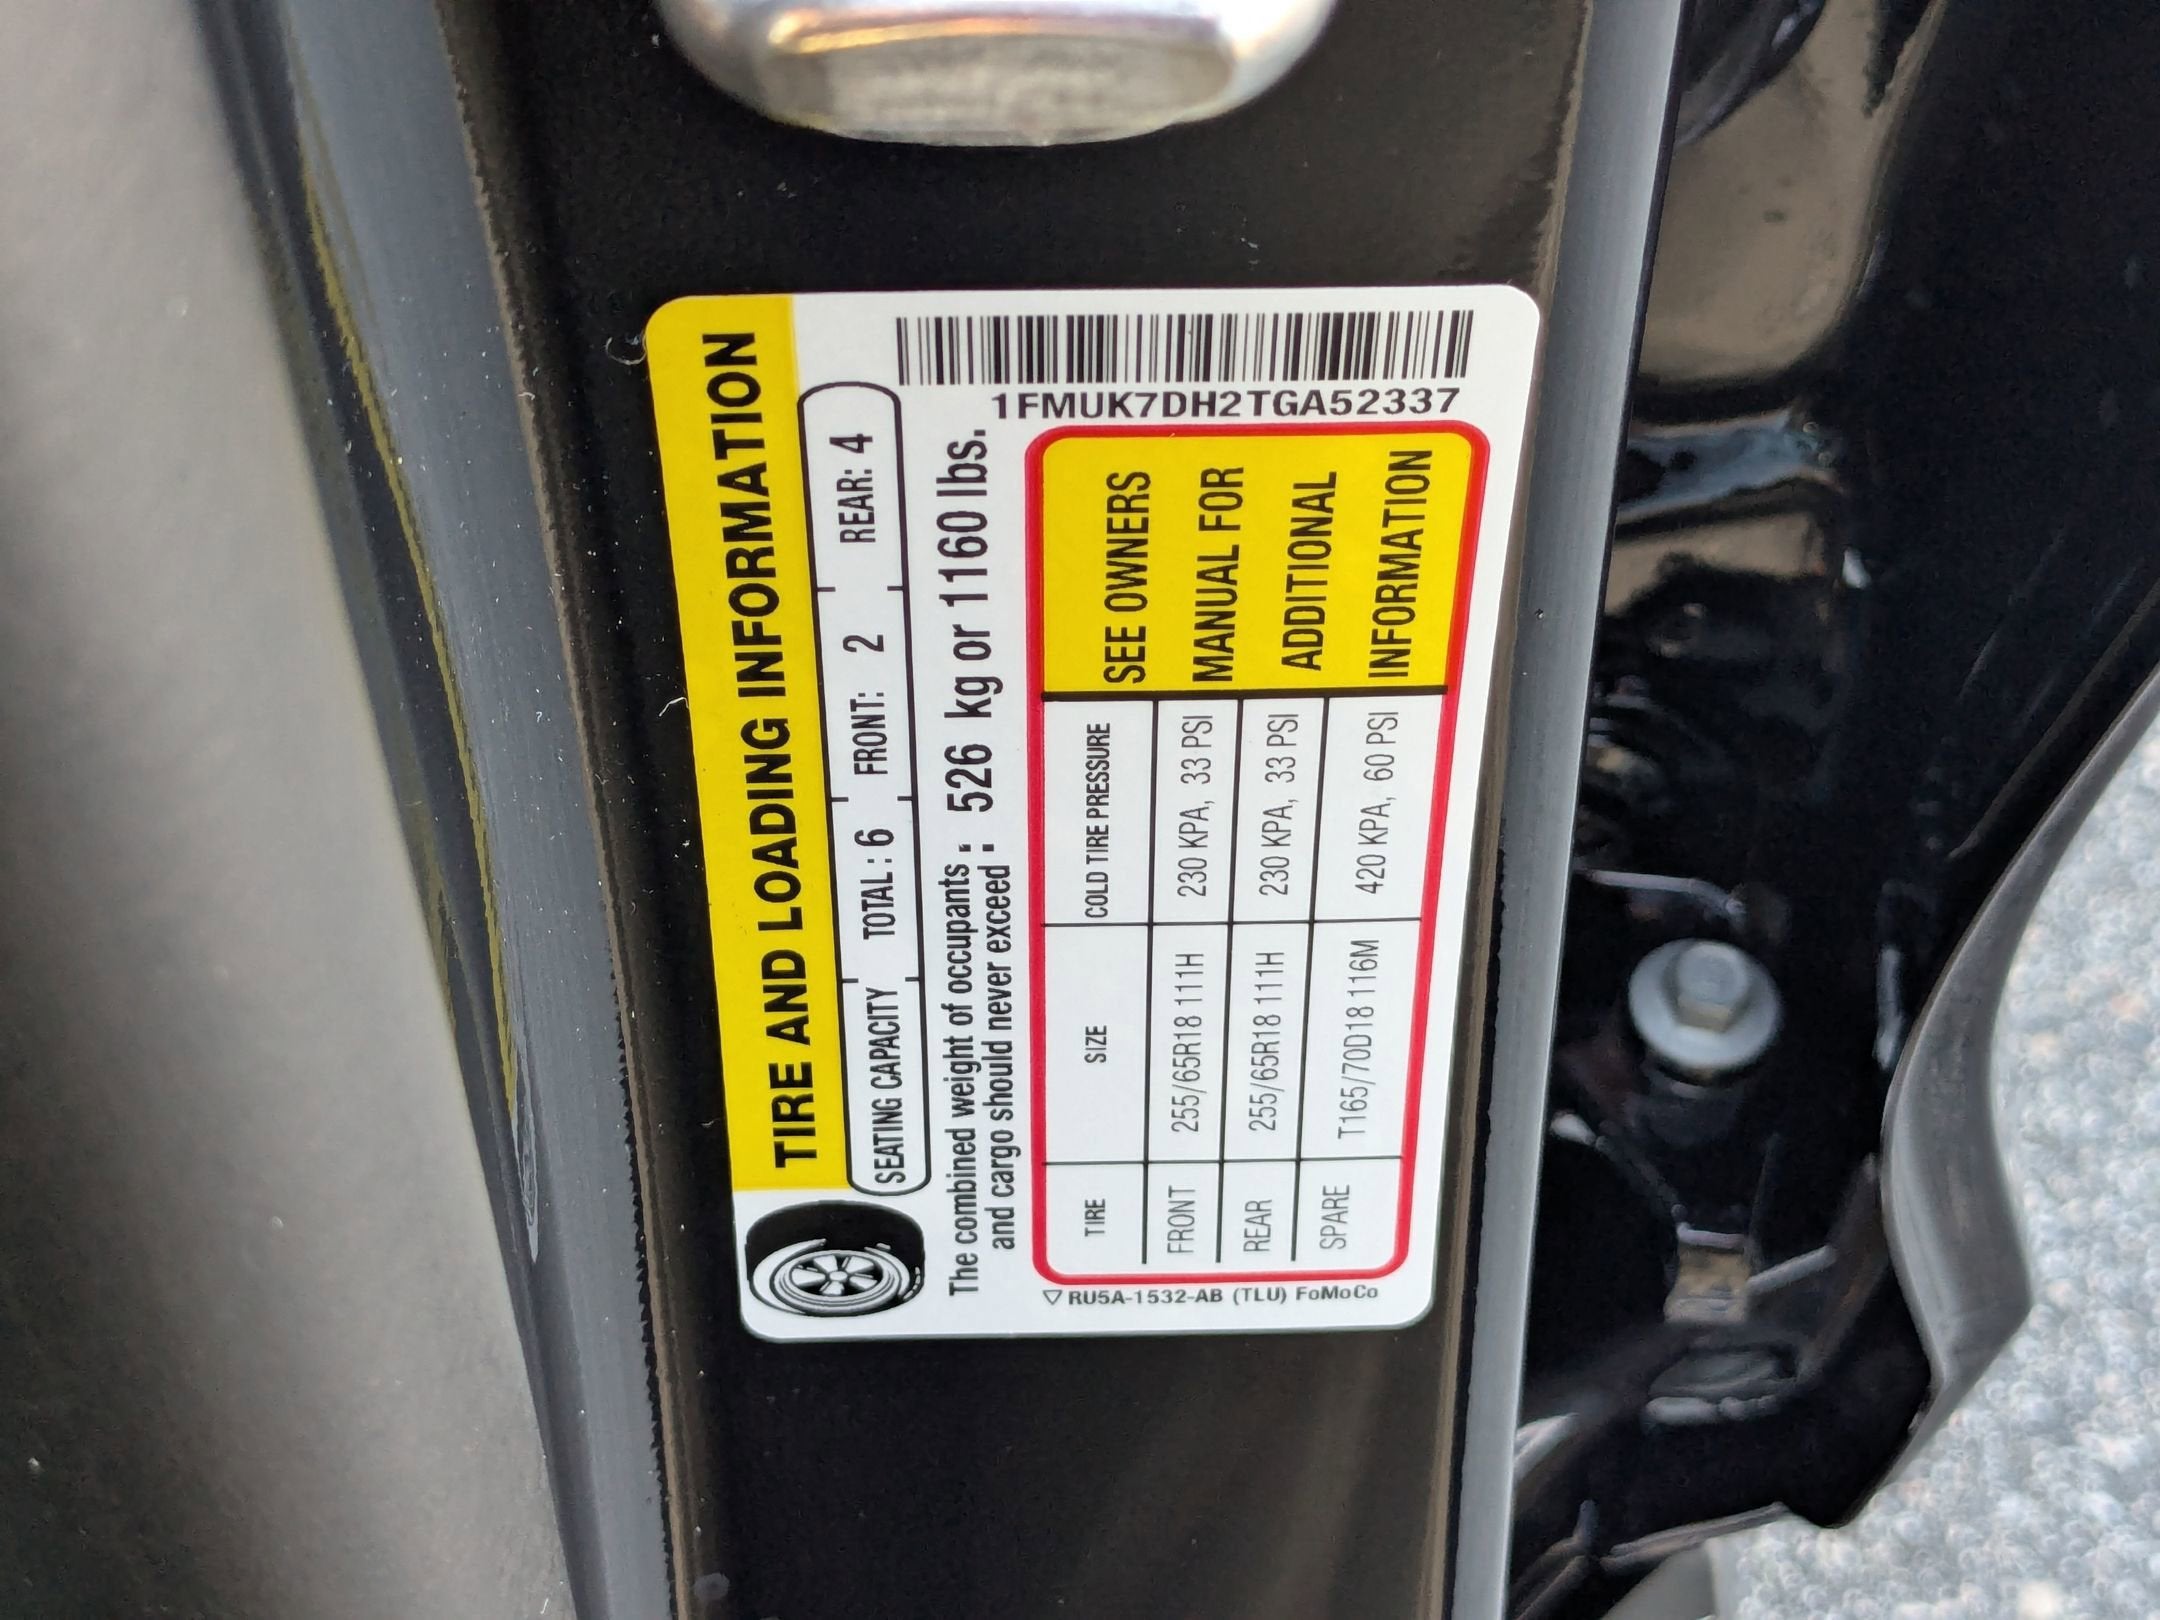 TIRE AND LOADING INFORMATION
SEATING CAPACITY TOTAL : 6 FRONT: 2 REAR: 4
The combined weight of occupants :
and cargo should never exceed : 526 kg or 1160 lbs.
TIRE SIZE COLD TIRE PRESSURE
FRONT 255/65R18 111H 230 KPA, 33 PSI
REAR 255/65R18 111H 230 KPA, 33 PSI
SPARE T165/70D18 116M 420 KPA, 60 PSI
SEE OWNERS
MANUAL FOR
ADDITIONAL
INFORMATION
RU5A-1532-AB (TLU) FoMoCo
1FMUK7DH2TGA52337